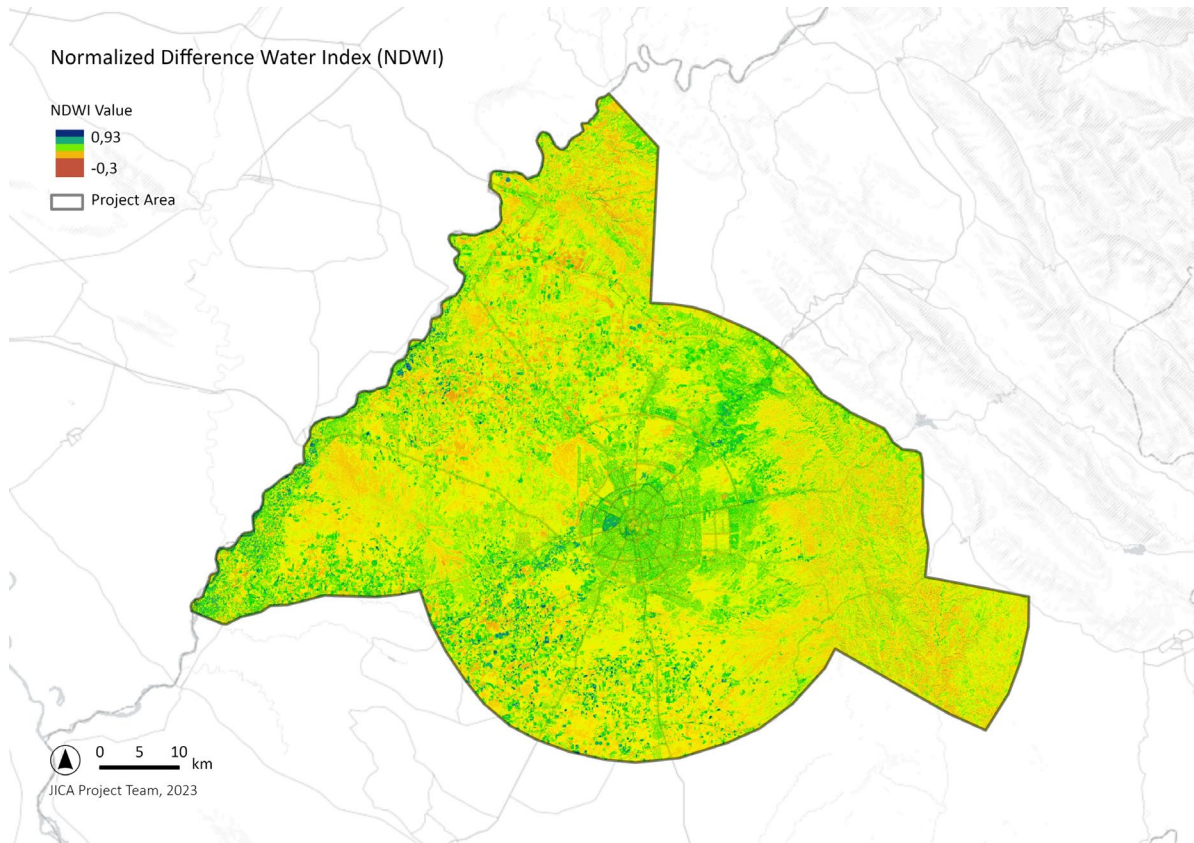 Normalized Difference Water Index (NDWI)
NDWI Value
0,93
-0,3
Project Area
0 5 10
km
JICA Project Team, 2023